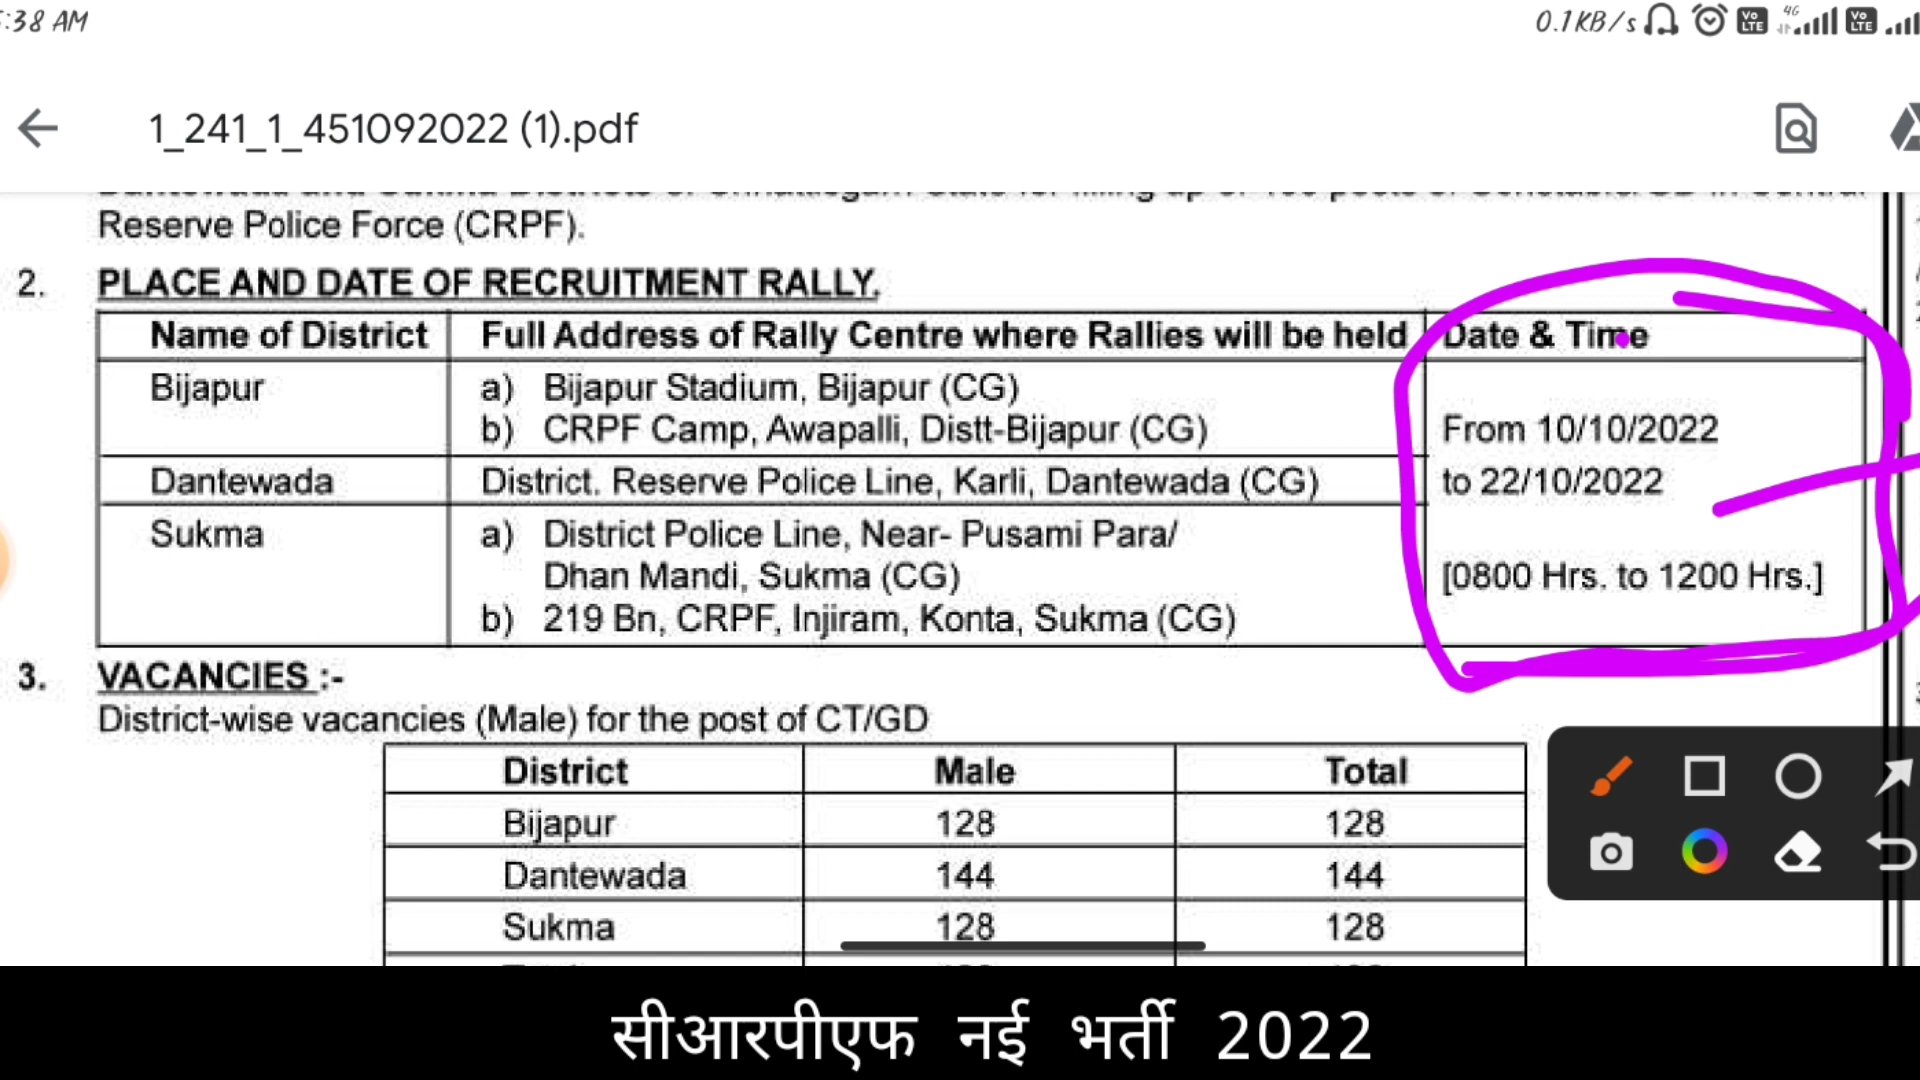 :38 AM
0.1KB/s
Vo LTE
4G
Vo LTE
1_241_1_451092022 (1).pdf
Reserve Police Force (CRPF).
2. PLACE AND DATE OF RECRUITMENT RALLY.
Name of District Full Address of Rally Centre where Rallies will be held Date & Time
Bijapur a) Bijapur Stadium, Bijapur (CG)
b) CRPF Camp, Awapalli, Distt-Bijapur (CG) From 10/10/2022
Dantewada District. Reserve Police Line, Karli, Dantewada (CG) to 22/10/2022
Sukma a) District Police Line, Near- Pusami Para/
Dhan Mandi, Sukma (CG) [0800 Hrs. to 1200 Hrs.]
b) 219 Bn, CRPF, Injiram, Konta, Sukma (CG)
3. VACANCIES :-
District-wise vacancies (Male) for the post of CT/GD
District Male Total
Bijapur 128 128
Dantewada 144 144
Sukma 128 128
सीआरपीएफ नई भर्ती 2022